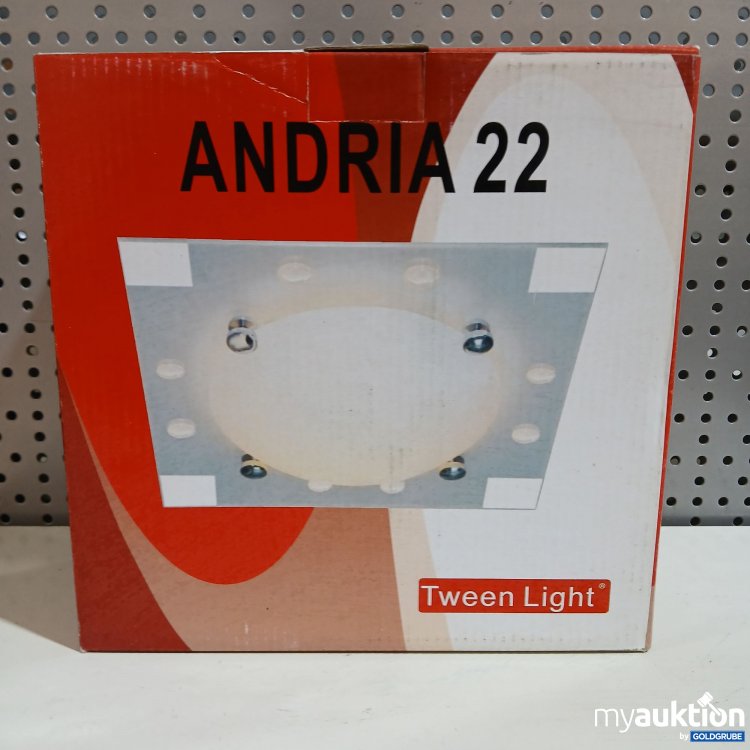 ANDRIA 22
Tween Light®
myauktion
by GOLDGRUBE